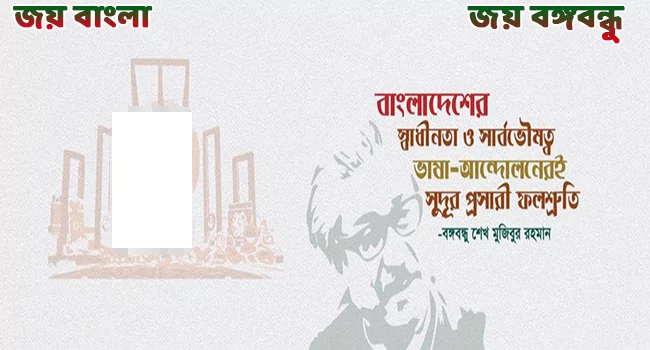 জয় বাংলা
জয় বঙ্গবন্ধু
বাংলাদেশের
স্বাধীনতা ও সার্বভৌমত্ব
ভাষা-আন্দোলনেরই
সুদূর প্রসারী ফলশ্রুতি
-বঙ্গবন্ধু শেখ মুজিবুর রহমান